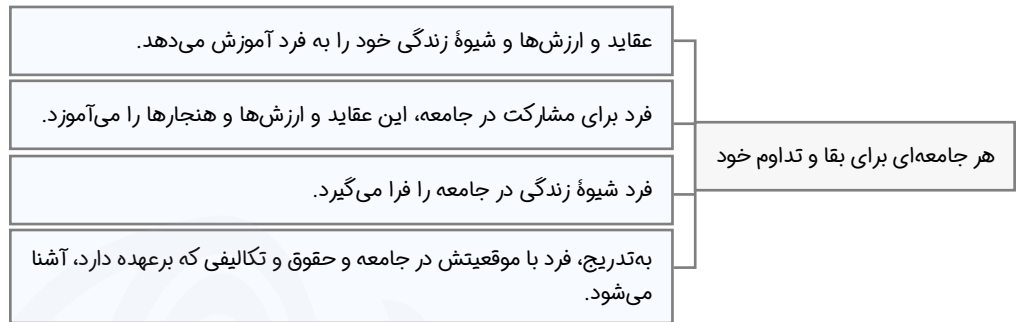 هر جامعه‌ای برای بقا و تداوم خود
عقاید و ارزش‌ها و شیوهٔ زندگی خود را به فرد آموزش می‌دهد.
فرد برای مشارکت در جامعه، این عقاید و ارزش‌ها و هنجارها را می‌آموزد.
فرد شیوهٔ زندگی در جامعه را فرا می‌گیرد.
به‌تدریج، فرد با موقعیتش در جامعه و حقوق و تکالیفی که برعهده دارد، آشنا
می‌شود.